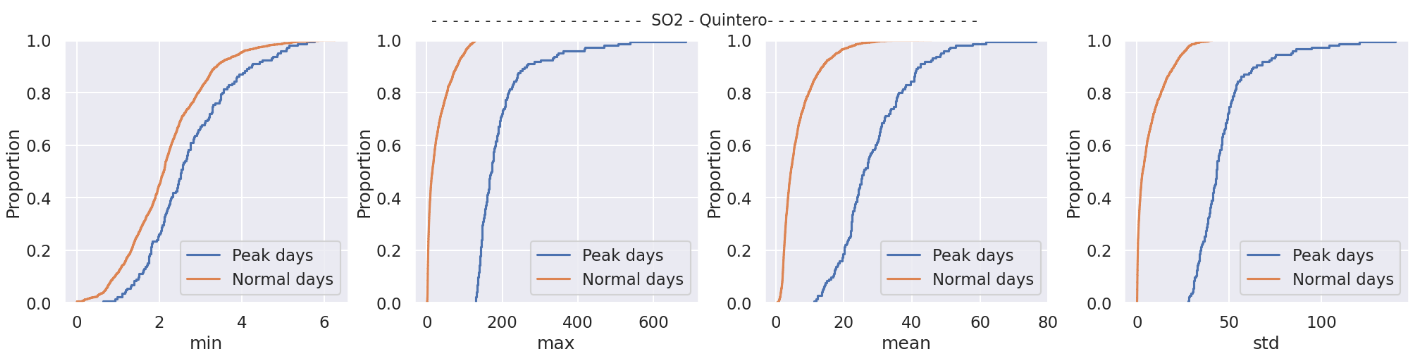 - - - - - - - - - - - - - - - - - - - - SO2 - Quintero- - - - - - - - - - - - - - - - - - - -
1.0
0.8
0.6
0.4
0.2
0.0
Proportion
0 2 4 6
min
Peak days
Normal days
1.0
0.8
0.6
0.4
0.2
0.0
Proportion
0 200 400 600
max
Peak days
Normal days
1.0
0.8
0.6
0.4
0.2
0.0
Proportion
0 20 40 60 80
mean
Peak days
Normal days
1.0
0.8
0.6
0.4
0.2
0.0
Proportion
0 50 100
std
Peak days
Normal days